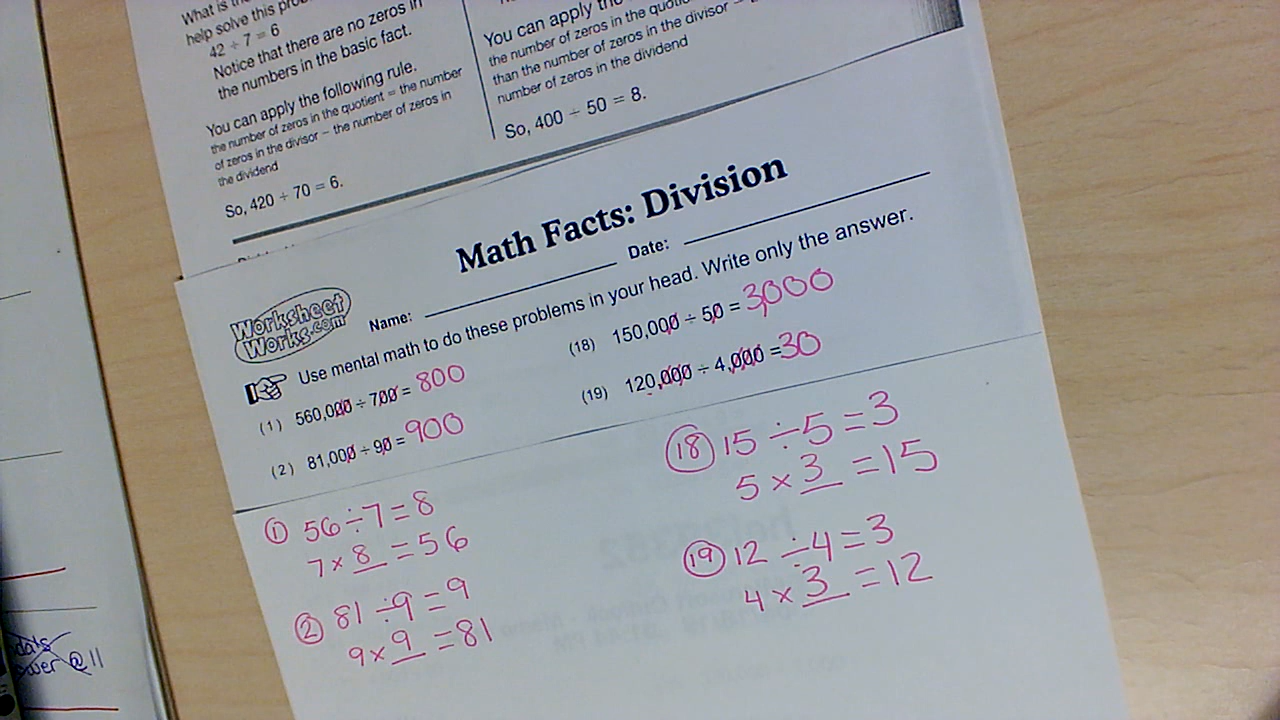 What is the
help solve this
42 ÷ 7 = 6
Notice that there are no zeros in
the numbers in the basic fact.
You can apply the following rule.
the number of zeros in the quotient = the number
of zeros in the divisor − the number of zeros in
the dividend
So, 420 ÷ 70 = 6.
You can apply the
the number of zeros in the
than the number of zeros in the divisor −
number of zeros in the dividend
So, 400 ÷ 50 = 8.
Math Facts: Division
Worksheet
Works.com
Name:
Date:
Use mental math to do these problems in your head. Write only the answer.
(1) 560,000 ÷ 700 = 800
(2) 81,000 ÷ 90 = 900
(18) 150,000 ÷ 50 = 3000
(19) 120,000 ÷ 4,000 = 30
① 56 ÷ 7 = 8
7 × 8 = 56
② 81 ÷ 9 = 9
9 × 9 = 81
⑱ 15 ÷ 5 = 3
5 × 3 = 15
⑲ 12 ÷ 4 = 3
4 × 3 = 12
@ 11